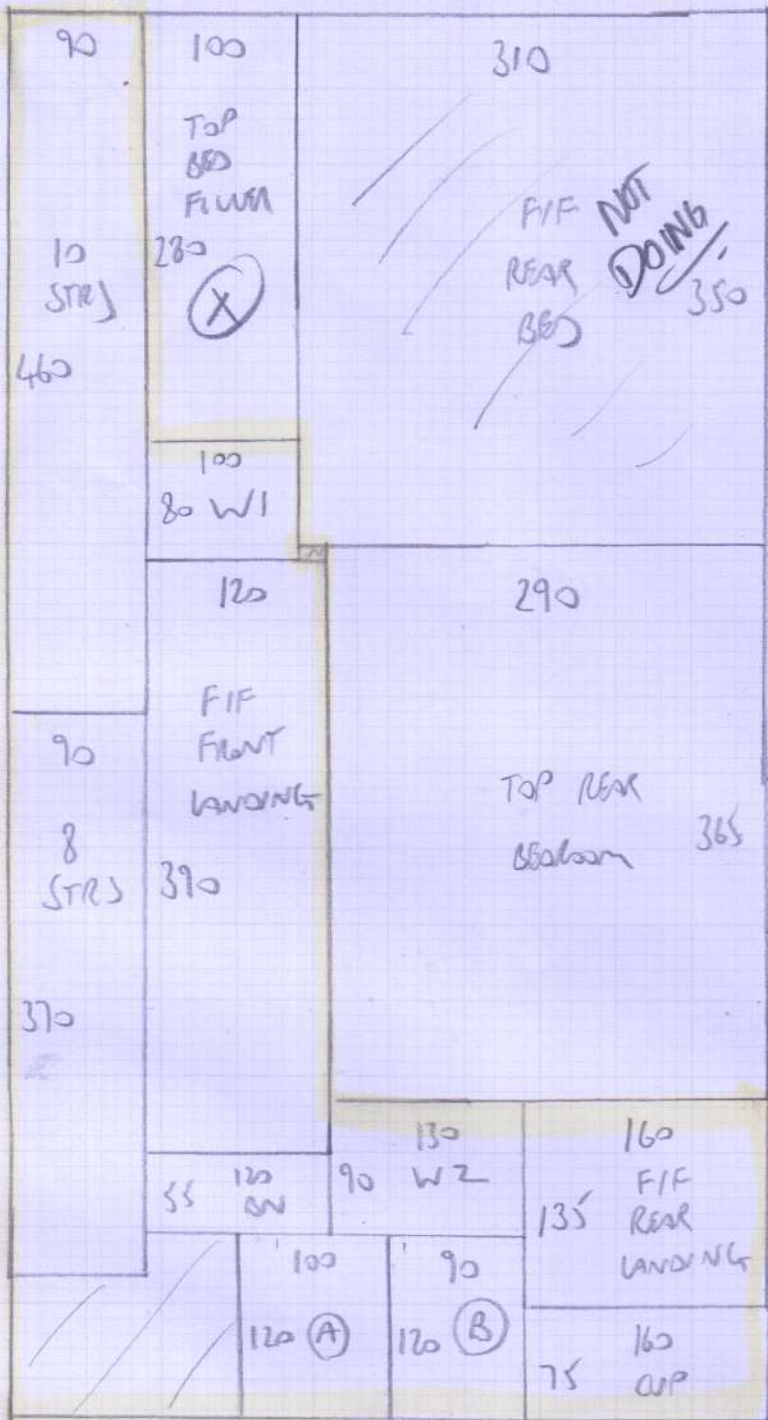 90
10
STRS
460
100
TOP
BED
FILLER
280
X
310
F/F NOT
REAR DOING
BED
350
100
80 W1
120
F/F
FRONT
LANDING
390
290
TOP REAR
BEDROOM
365
90
8
STRS
370
55 120
BW
130
90 W2
160
F/F
135 REAR
LANDING
100
120 A
90
120 B
160
75 CUP